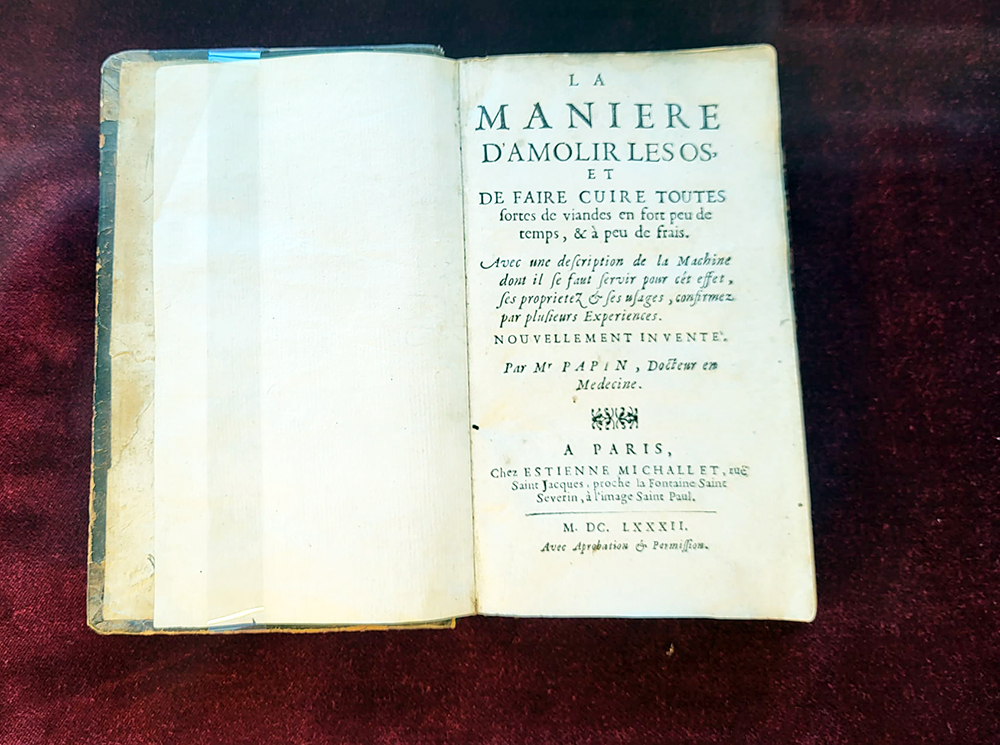 LA
MANIERE
D'AMOLIR LES OS,
ET
DE FAIRE CUIRE TOUTES
ſortes de viandes en fort peu de
temps, & à peu de frais.
Avec une deſcription de la Machine
dont il ſe faut ſervir pour cét effet,
ſes proprietez & ſes uſages, confirmez
par pluſieurs Experiences.
NOUVELLEMENT INVENTE'.
Par Mr PAPIN, Docteur en
Medecine.
A PARIS,
Chez ESTIENNE MICHALLET, ruë
Saint Jacques, proche la Fontaine Saint
Severin, à l'image Saint Paul.
M. DC. LXXXII.
Avec Aprobation & Permiſſion.